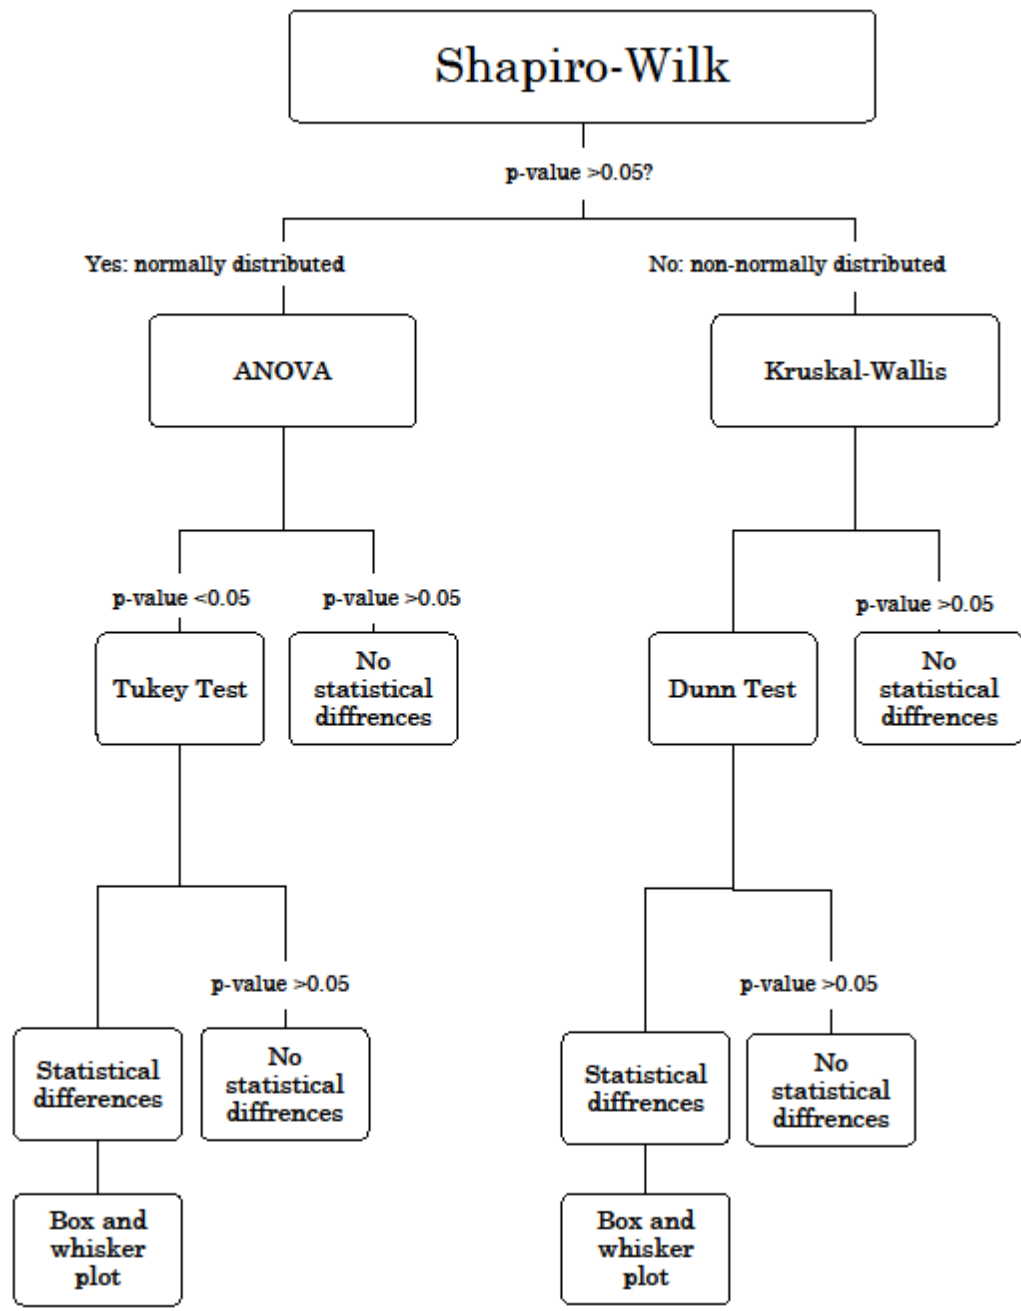 Shapiro-Wilk
p-value >0.05?
Yes: normally distributed
No: non-normally distributed
ANOVA
Kruskal-Wallis
p-value <0.05
p-value >0.05
p-value >0.05
Tukey Test
No
statistical
diffrences
Dunn Test
No
statistical
diffrences
p-value >0.05
p-value >0.05
Statistical
differences
No
statistical
diffrences
Statistical
diffrences
No
statistical
diffrences
Box and
whisker
plot
Box and
whisker
plot